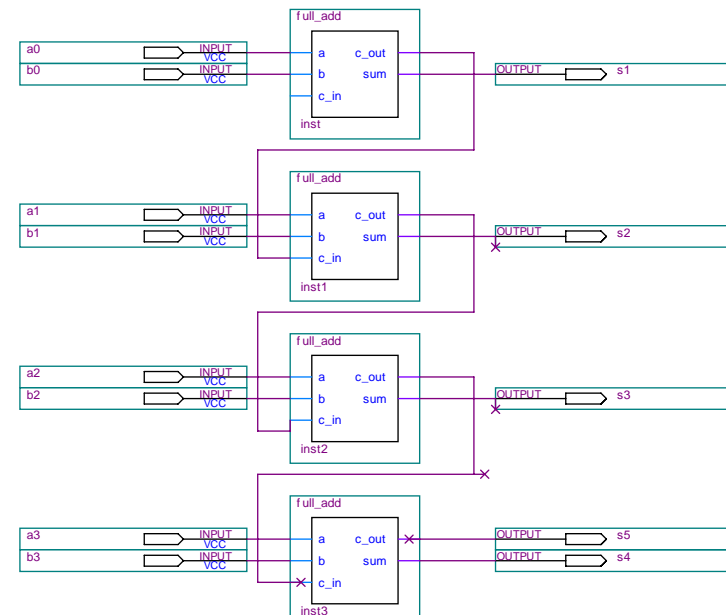 full_add
a0 INPUT VCC a c_out OUTPUT s1
b0 INPUT VCC b sum
c_in
inst
full_add
a1 INPUT VCC a c_out
b1 INPUT VCC b sum OUTPUT s2
c_in
inst1
full_add
a2 INPUT VCC a c_out
b2 INPUT VCC b sum OUTPUT s3
c_in
inst2
full_add
a3 INPUT VCC a c_out OUTPUT s5
b3 INPUT VCC b sum OUTPUT s4
c_in
inst3